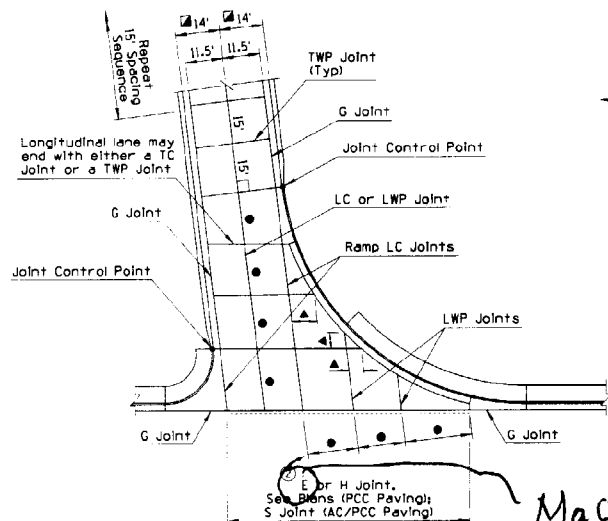 14' 14'
11.5' 11.5'
Repeat
15' Spacing
Sequence
TWP Joint
(Typ)
G Joint
15'
Longitudinal lane may
end with either a TC
Joint or a TWP Joint
Joint Control Point
15'
LC or LWP Joint
G Joint
Ramp LC Joints
Joint Control Point
LWP Joints
G Joint
G Joint
2
E or H Joint.
See Plans (PCC Paving);
S Joint (AC/PCC Paving)